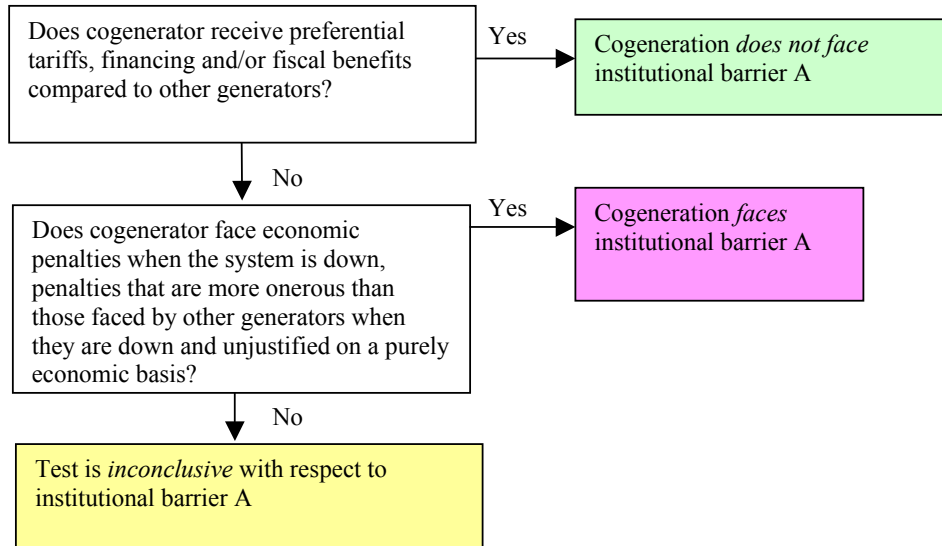 Does cogenerator receive preferential
tariffs, financing and/or fiscal benefits
compared to other generators?
Yes
Cogeneration does not face
institutional barrier A
No
Does cogenerator face economic
penalties when the system is down,
penalties that are more onerous than
those faced by other generators when
they are down and unjustified on a purely
economic basis?
Yes
Cogeneration faces
institutional barrier A
No
Test is inconclusive with respect to
institutional barrier A